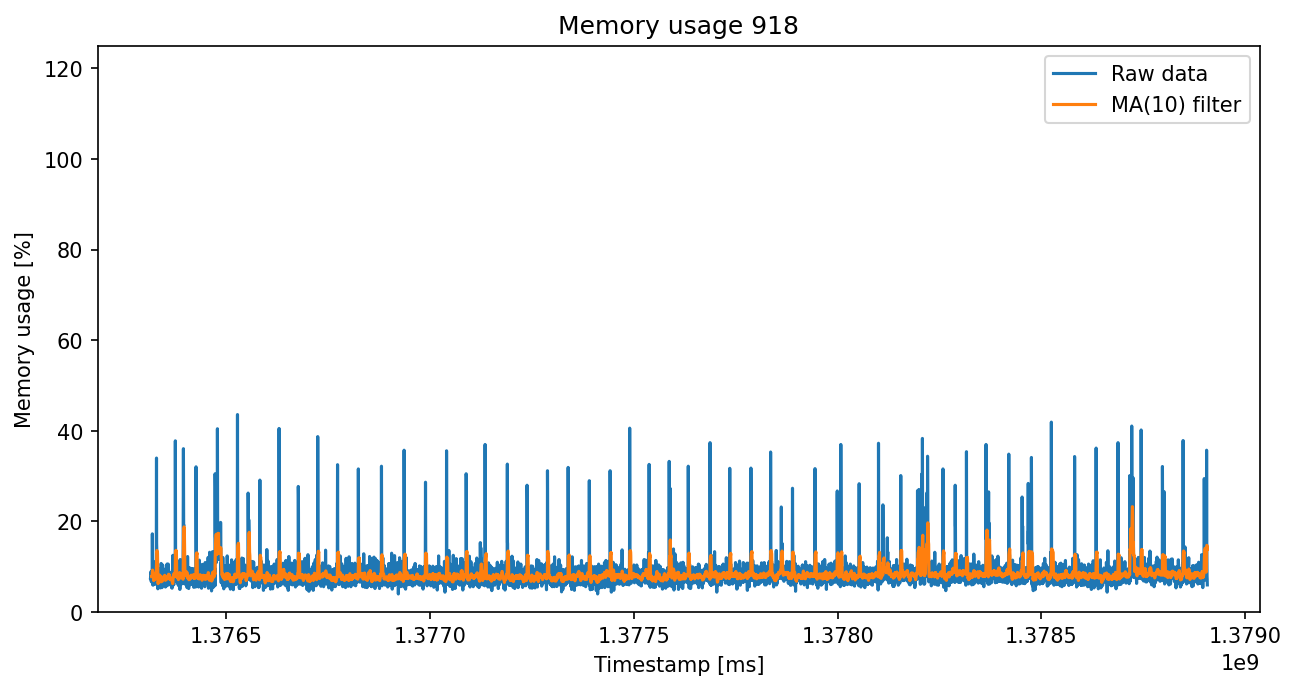 Memory usage 918
Raw data
MA(10) filter
Memory usage [%]
120
100
80
60
40
20
0
1.3765 1.3770 1.3775 1.3780 1.3785 1.3790
1e9
Timestamp [ms]